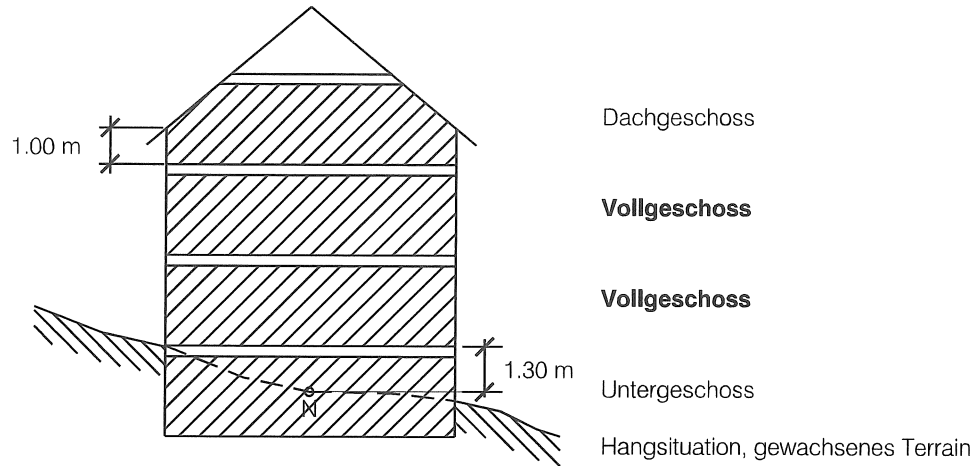 Dachgeschoss
1.00 m
Vollgeschoss
Vollgeschoss
1.30 m
Untergeschoss
N
Hangsituation, gewachsenes Terrain